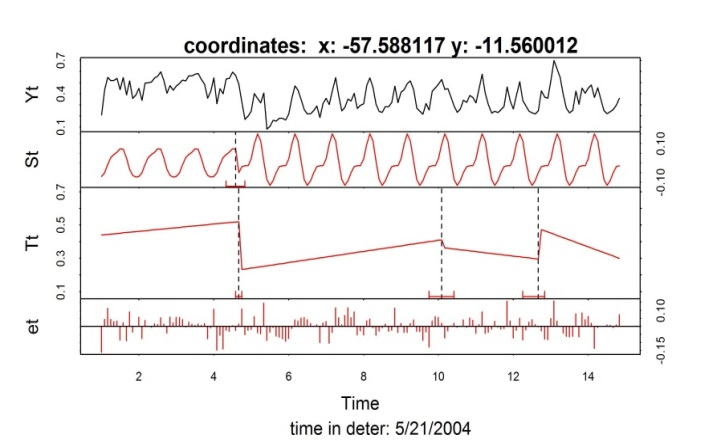 coordinates: x: -57.588117 y: -11.560012
Yt
0.7
0.4
0.1
St
0.10
-0.10
Tt
0.7
0.5
0.3
0.1
et
0.10
-0.15
2 4 6 8 10 12 14
Time
time in deter: 5/21/2004